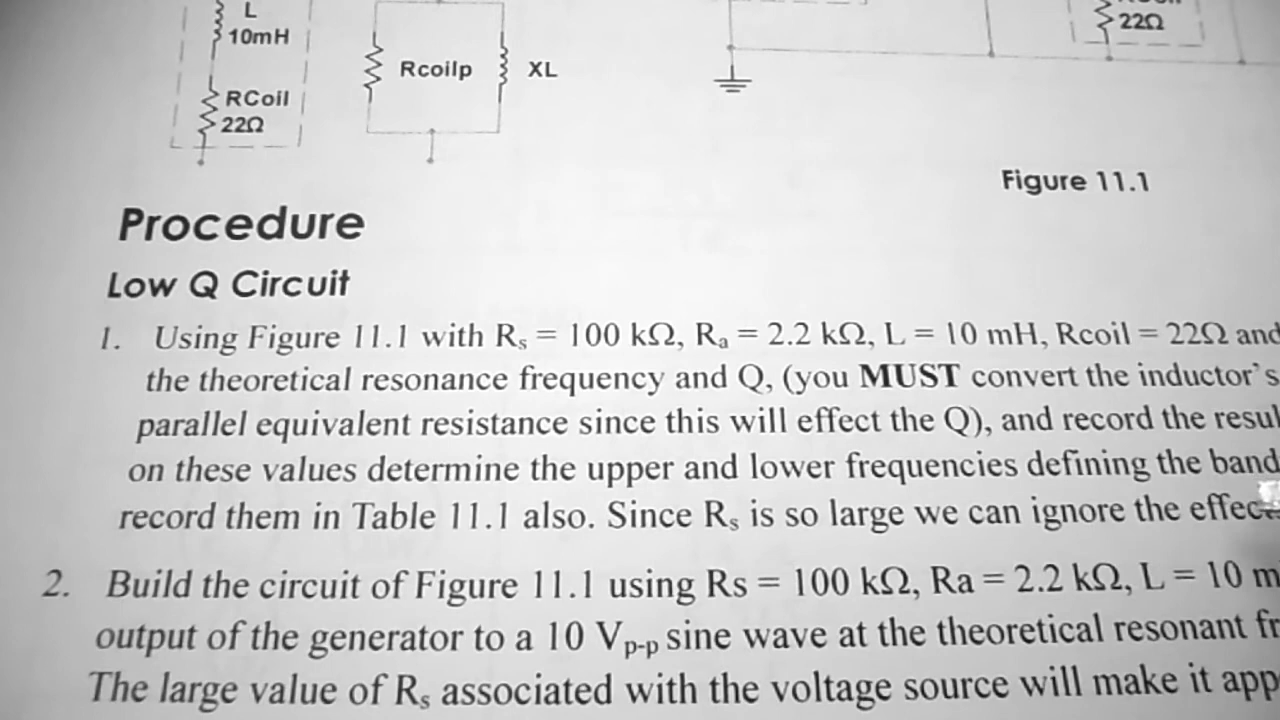 L
10mH
RCoil
22Ω
Rcoilp
XL
22Ω
Figure 11.1
Procedure
Low Q Circuit
1. Using Figure 11.1 with Rs = 100 kΩ, Ra = 2.2 kΩ, L = 10 mH, Rcoil = 22Ω and
the theoretical resonance frequency and Q, (you MUST convert the inductor's
parallel equivalent resistance since this will effect the Q), and record the resul
on these values determine the upper and lower frequencies defining the band
record them in Table 11.1 also. Since Rs is so large we can ignore the effec
2. Build the circuit of Figure 11.1 using Rs = 100 kΩ, Ra = 2.2 kΩ, L = 10 m
output of the generator to a 10 Vp-p sine wave at the theoretical resonant fr
The large value of Rs associated with the voltage source will make it app